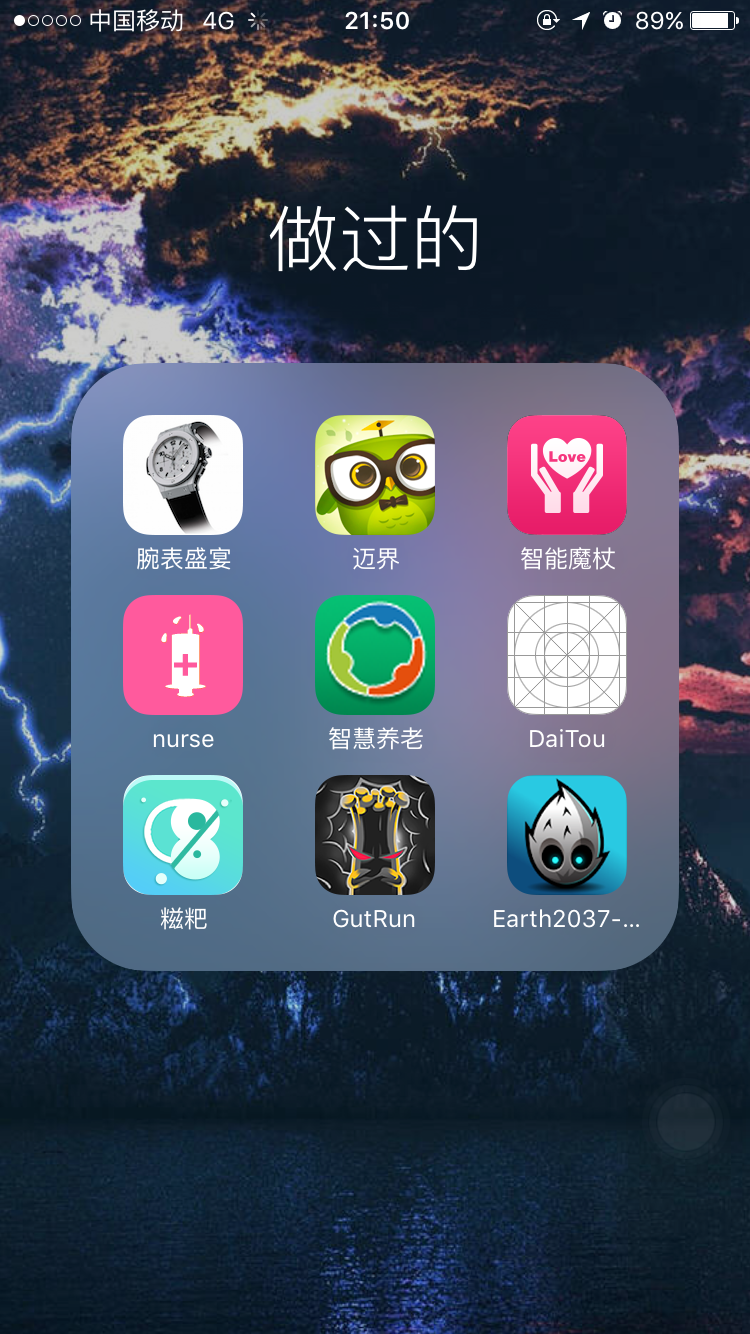 中国移动 4G 21:50 89%
做过的
Love
腕表盛宴 迈界 智能魔杖
nurse 智慧养老 DaiTou
糍粑 GutRun Earth2037-...